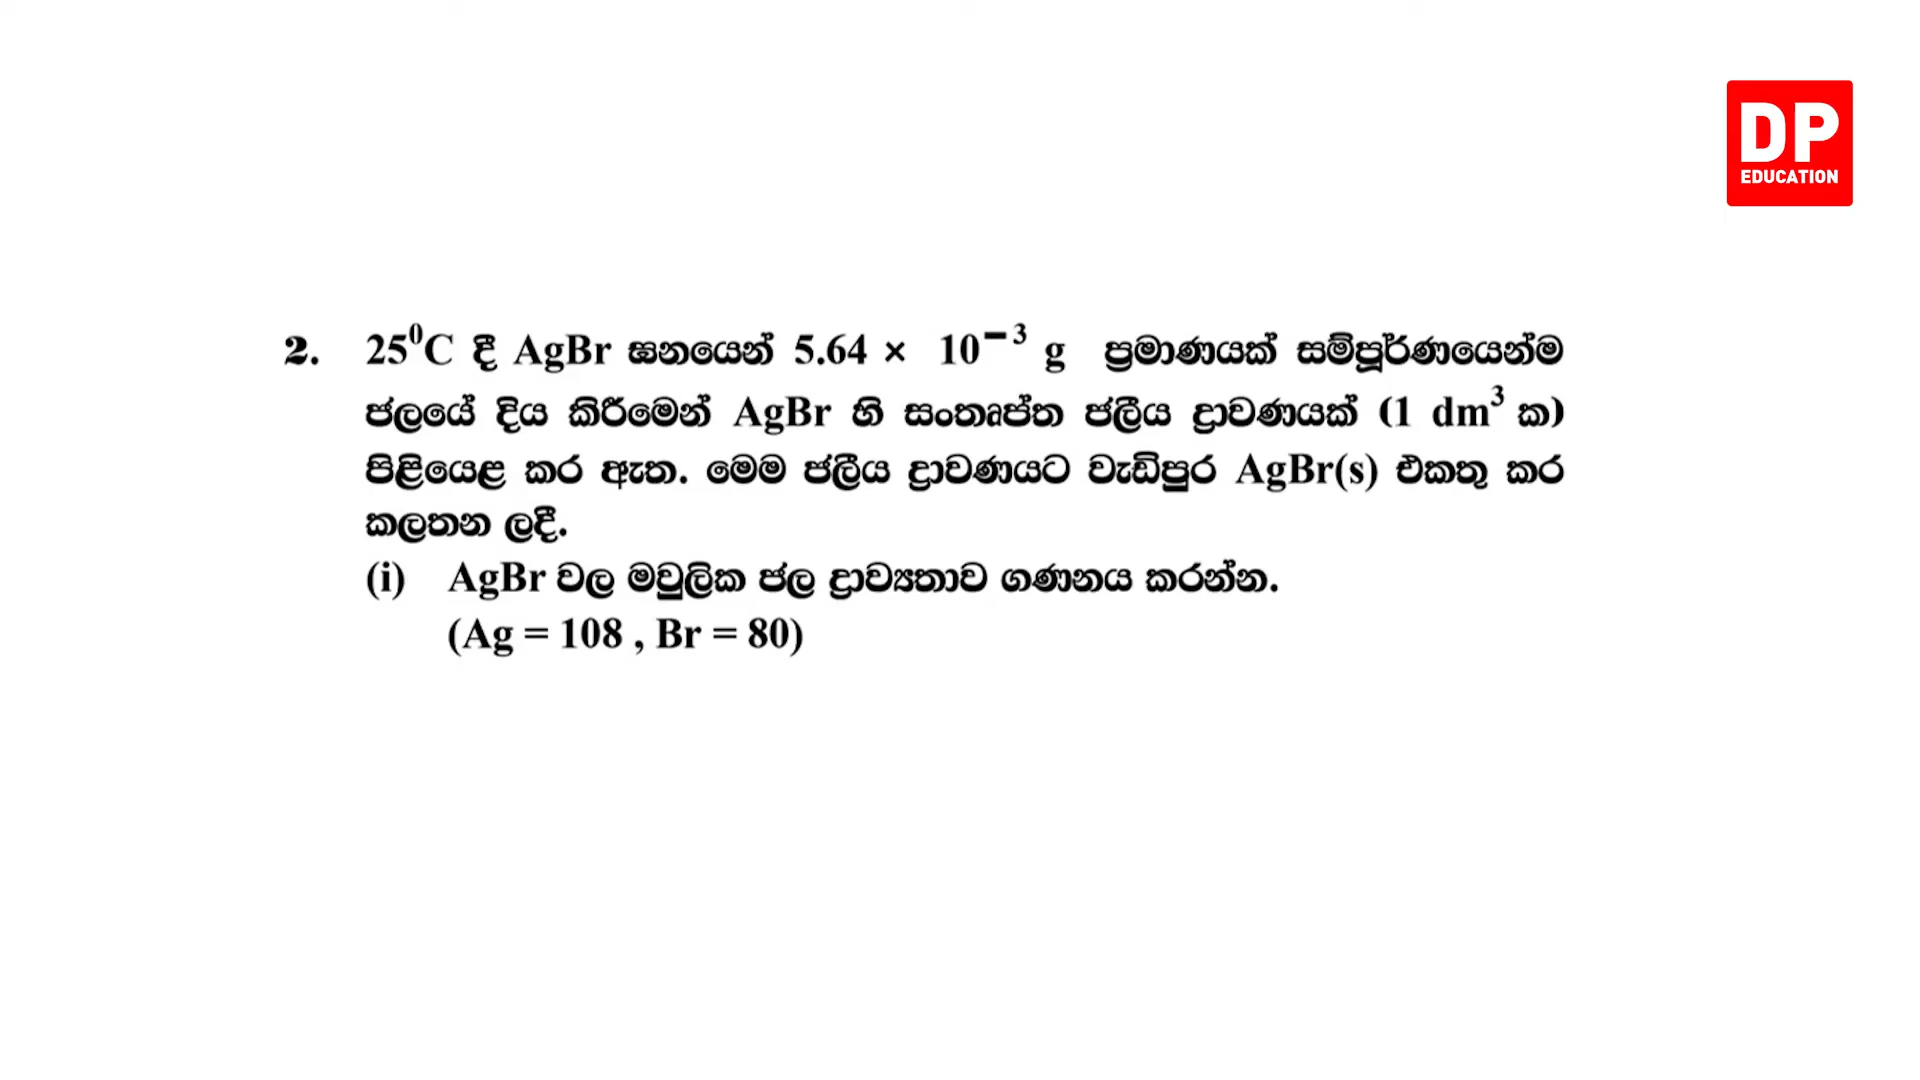 DP
EDUCATION
2. 25⁰C දී AgBr ඝනයෙන් 5.64 × 10⁻³ g ප්‍රමාණයක් සම්පූර්ණයෙන්ම
ජලයේ දිය කිරීමෙන් AgBr හි සංතෘප්ත ජලීය ද්‍රාවණයක් (1 dm³ ක)
පිළියෙළ කර ඇත. මෙම ජලීය ද්‍රාවණයට වැඩිපුර AgBr(s) එකතු කර
කලතන ලදී.
(i) AgBr වල මවුලික ජල ද්‍රාව්‍යතාව ගණනය කරන්න.
(Ag = 108 , Br = 80)